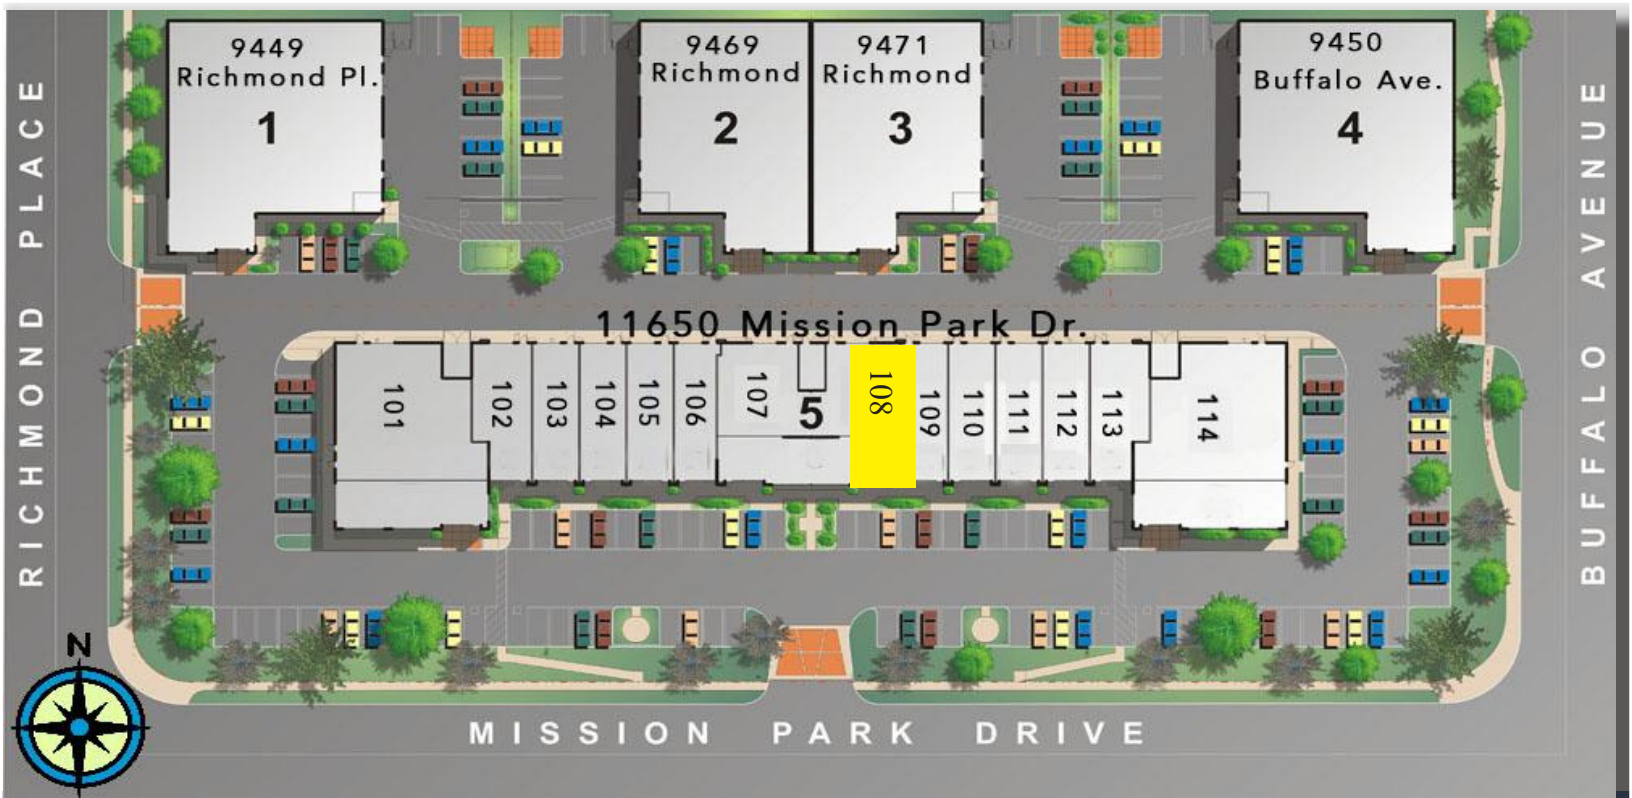 9449
Richmond Pl.
1
9469
Richmond
2
9471
Richmond
3
9450
Buffalo Ave.
4
RICHMOND PLACE
BUFFALO AVENUE
11650 Mission Park Dr.
101
102
103
104
105
106
107
5
108
109
110
111
112
113
114
N
MISSION PARK DRIVE